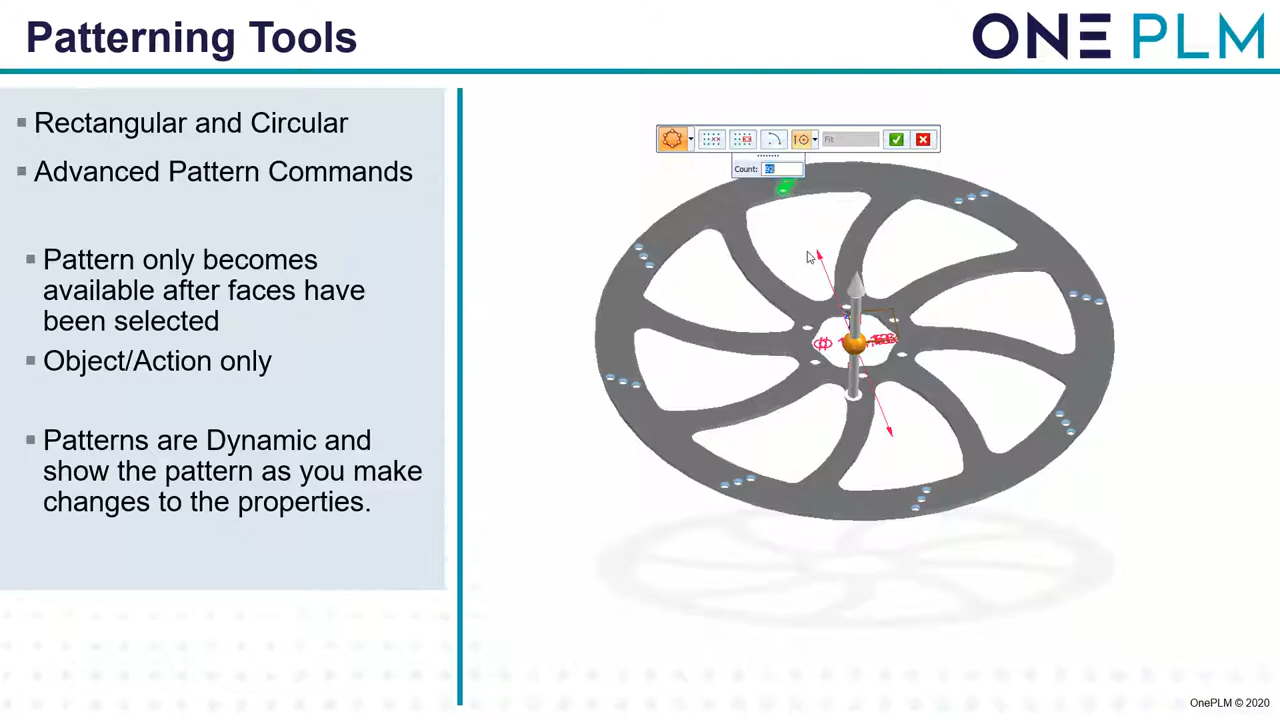 Patterning Tools
ONE PLM
Rectangular and Circular
Advanced Pattern Commands
Pattern only becomes
available after faces have
been selected
Object/Action only
Patterns are Dynamic and
show the pattern as you make
changes to the properties.
Fit
Count:
OnePLM © 2020